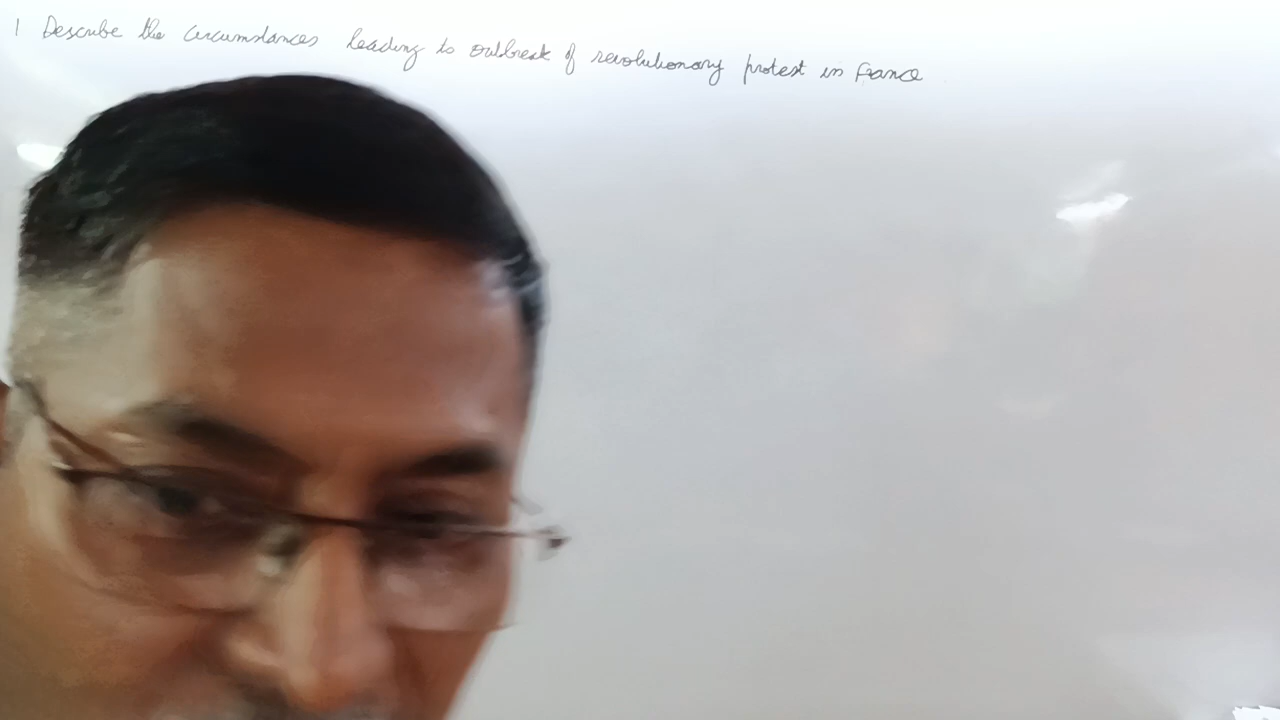 1 Describe the circumstances leading to outbreak of revolutionary protest in France